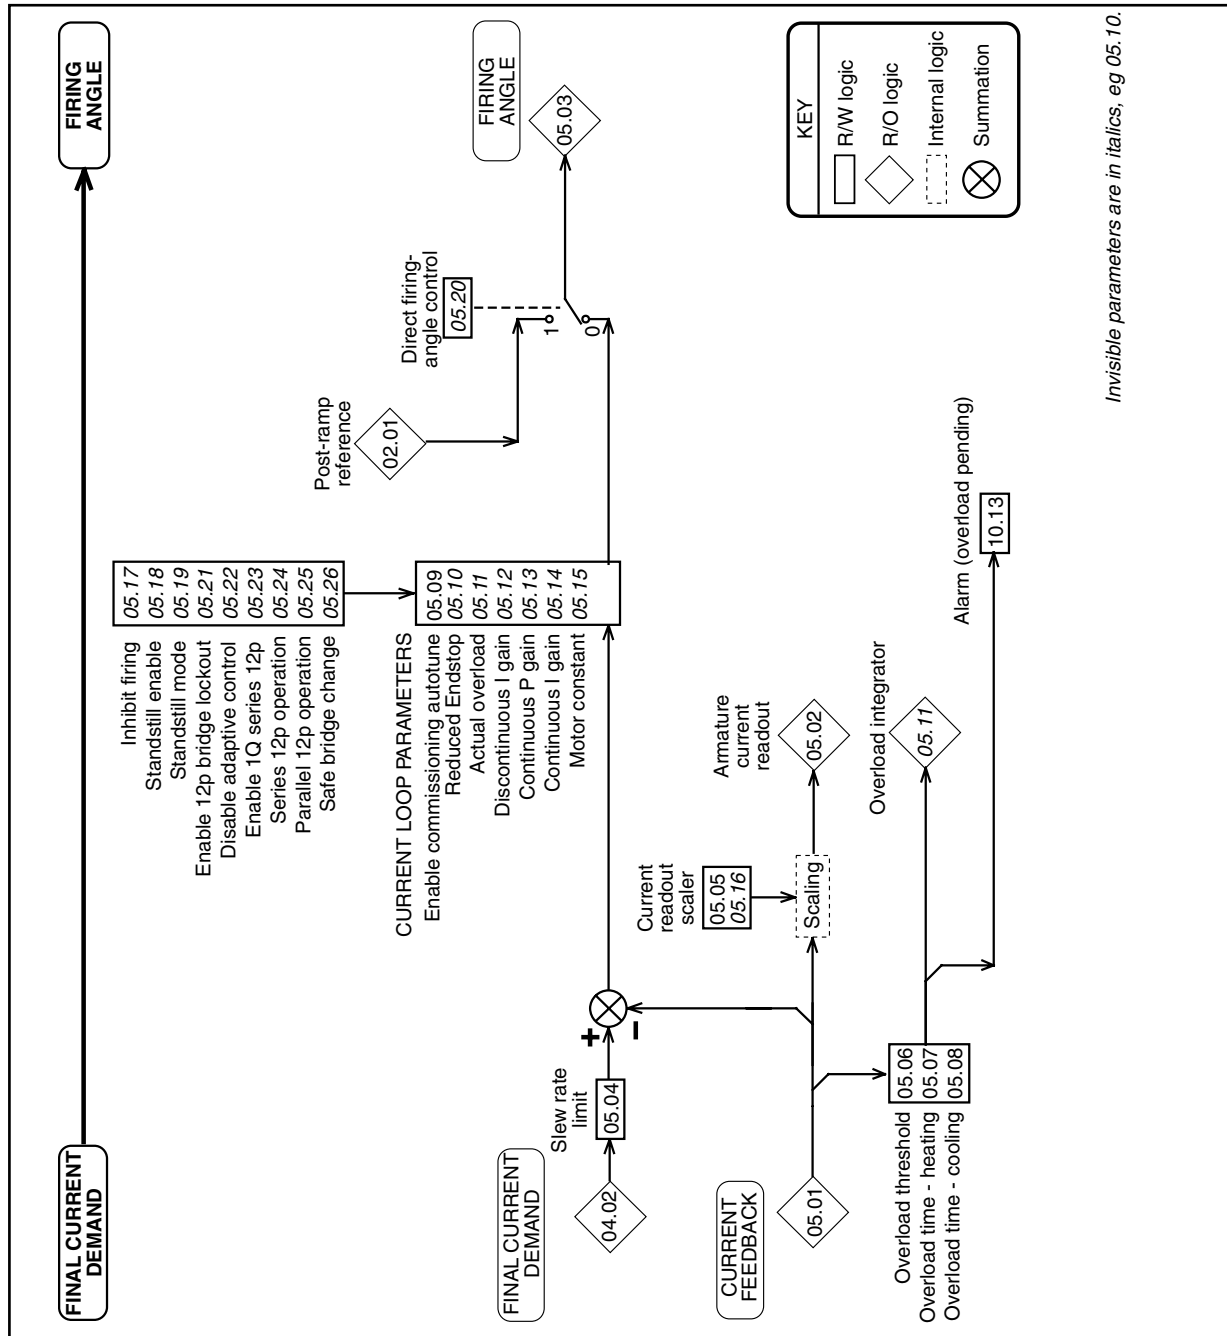 FINAL CURRENT
DEMAND
FIRING
ANGLE
Inhibit firing 05.17
Standstill enable 05.18
Standstill mode 05.19
Enable 12p bridge lockout 05.21
Disable adaptive control 05.22
Enable 1Q series 12p 05.23
Series 12p operation 05.24
Parallel 12p operation 05.25
Safe bridge change 05.26
CURRENT LOOP PARAMETERS
Enable commissioning autotune 05.09
Reduced Endstop 05.10
Actual overload 05.11
Discontinuous I gain 05.12
Continuous P gain 05.13
Continuous I gain 05.14
Motor constant 05.15
Post-ramp
reference
02.01
Direct firing-
angle control
05.20
1
0
FIRING
ANGLE
05.03
FINAL CURRENT
DEMAND
04.02
Slew rate
limit
05.04
+
−
CURRENT
FEEDBACK
05.01
Current
readout
scaler
05.05
05.16
Scaling
Armature
current
readout
05.02
Overload threshold 05.06
Overload time - heating 05.07
Overload time - cooling 05.08
Overload integrator
05.11
Alarm (overload pending)
10.13
KEY
R/W logic
R/O logic
Internal logic
Summation
Invisible parameters are in italics, eg 05.10.